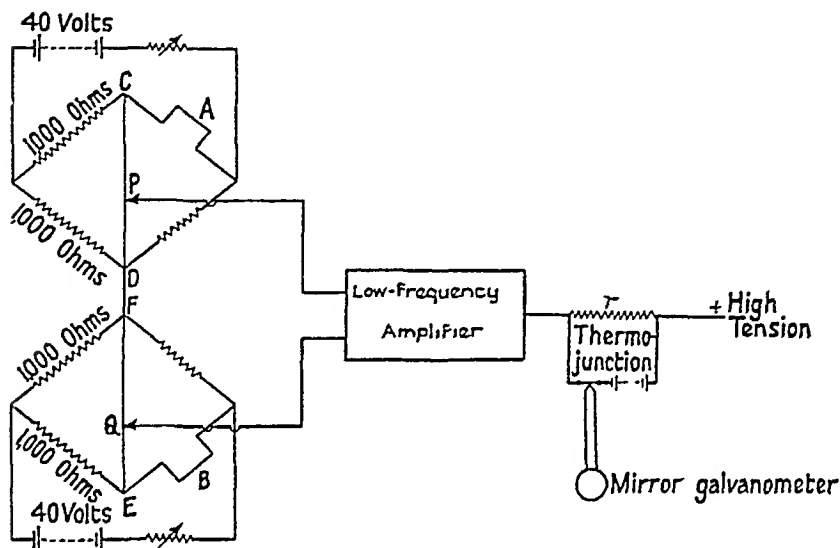 40 Volts
C
1000 Ohms
A
P
1000 Ohms
D
F
1000 Ohms
Q
1000 Ohms
B
E
40 Volts
Low-Frequency
Amplifier
r
+ High
Tension
Thermo-
junction
Mirror galvanometer